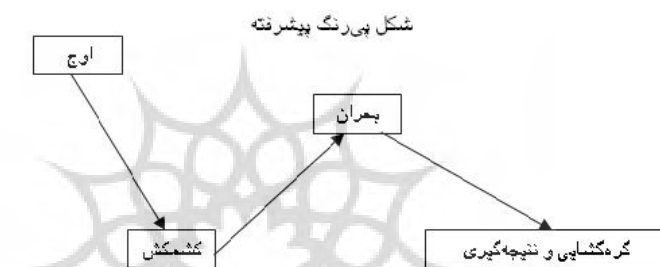 شکل پی‌رنگ پیشرفته
اوج
بحران
کشمکش
گره‌گشایی و نتیجه‌گیری